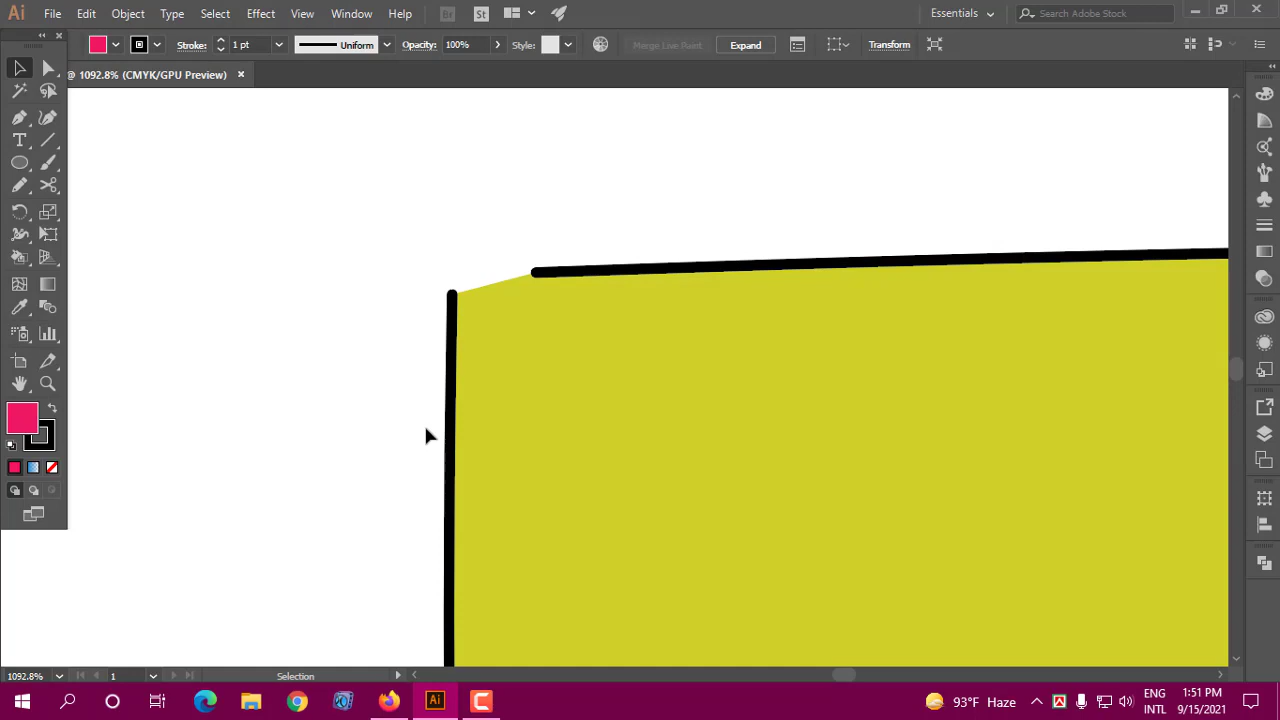 Ai File Edit Object Type Select Effect View Window Help Br St Essentials Search Adobe Stock
Stroke: 1 pt Uniform Opacity: 100% Style: Merge Live Paint Expand Transform
@ 1092.8% (CMYK/GPU Preview) ×
1092.8% 1 Selection
Ai 93°F Haze ENG INTL 1:51 PM 9/15/2021